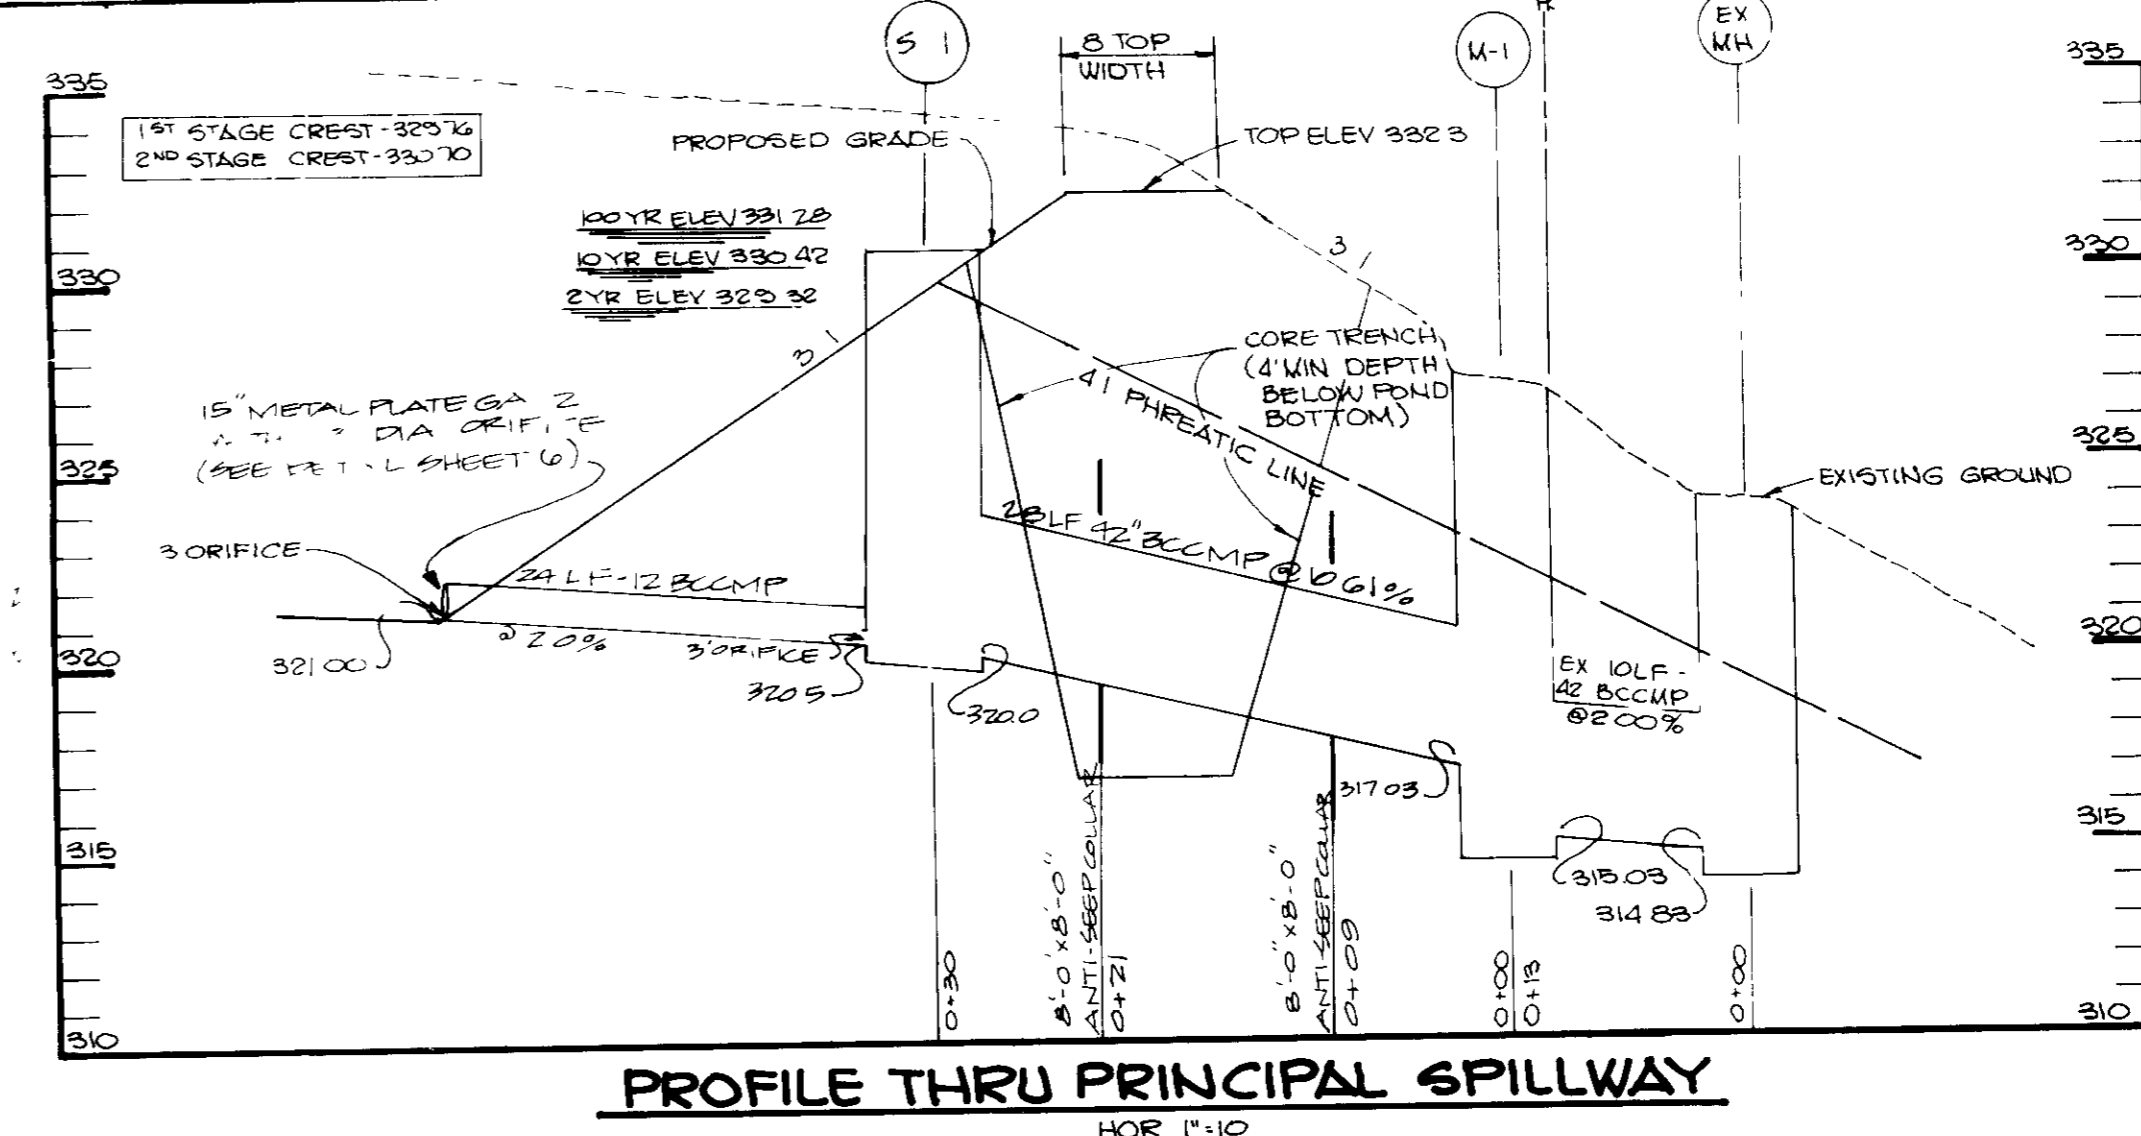 S 1
8 TOP
WIDTH
M-1
EX
MH
335
335
1ST STAGE CREST-329 76
2ND STAGE CREST-330 70
PROPOSED GRADE
TOP ELEV 332 3
100 YR ELEV 331 28
10 YR ELEV 330 42
2 YR ELEV 329 32
330
330
3 1
3 1
CORE TRENCH
(4' MIN DEPTH
BELOW POND
BOTTOM)
4 1 PHREATIC LINE
15" METAL PLATE GA 2
DIA ORIFICE
(SEE SHEET 6)
325
325
EXISTING GROUND
3 ORIFICE
24 LF-12 BCCMP
@ 2 0%
28 LF 42" BCCMP @ 10 61%
321 00
3" ORIFICE
320 5
320.0
320
320
EX 10LF-
42 BCCMP
@ 2 00%
317 03
315
315
315.03
314 83
8'-0" x 8'-0"
ANTI-SEEP COLLAR
8'-0" x 8'-0"
ANTI-SEEP COLLAR
0+30
0+21
0+09
0+00
0+13
0+00
310
310
PROFILE THRU PRINCIPAL SPILLWAY
HOR 1"=10